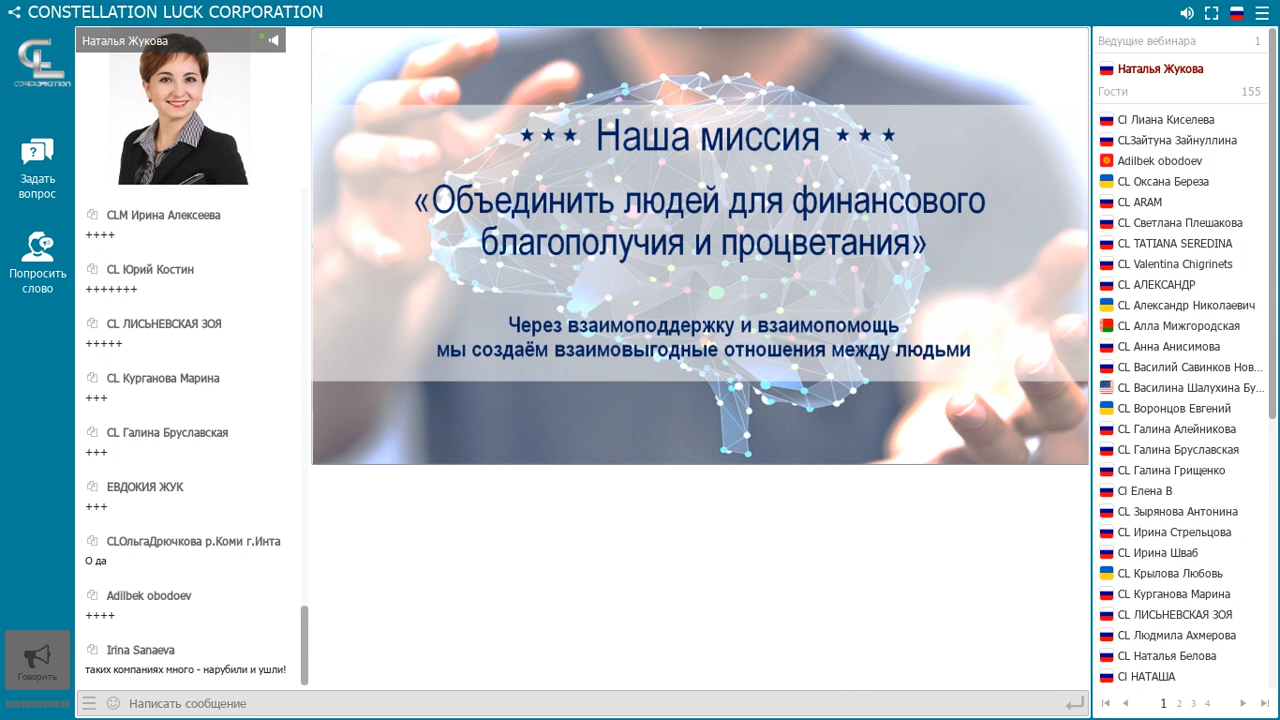 CONSTELLATION LUCK CORPORATION
CL
CORPORATION
Задать
вопрос
Попросить
слово
Говорить
Наталья Жукова
CLM Ирина Алексеева
++++
CL Юрий Костин
+++++++
CL ЛИСЬНЕВСКАЯ ЗОЯ
+++++
CL Курганова Марина
+++
CL Галина Бруславская
+++
ЕВДОКИЯ ЖУК
+++
CLОльгаДрючкова р.Коми г.Инта
О да
Adilbek obodoev
++++
Irina Sanaeva
таких компаниях много - нарубили и ушли!
Написать сообщение
*** Наша миссия ***
«Объединить людей для финансового
благополучия и процветания»
Через взаимоподдержку и взаимопомощь
мы создаём взаимовыгодные отношения между людьми
Ведущие вебинара 1
Наталья Жукова
Гости 155
Cl Лиана Киселева
CLЗайтуна Зайнуллина
Adilbek obodoev
CL Оксана Береза
CL ARAM
CL Светлана Плешакова
CL TATIANA SEREDINA
CL Valentina Chigrinets
CL АЛЕКСАНДР
CL Александр Николаевич
CL Алла Мижгородская
CL Анна Анисимова
CL Василий Савинков Нов...
CL Василина Шалухина Бу...
CL Воронцов Евгений
CL Галина Алейникова
CL Галина Бруславская
CL Галина Грищенко
Cl Елена В
CL Зырянова Антонина
CL Ирина Стрельцова
CL Ирина Шваб
CL Крылова Любовь
CL Курганова Марина
CL ЛИСЬНЕВСКАЯ ЗОЯ
CL Людмила Ахмерова
CL Наталья Белова
Cl НАТАША
1 2 3 4